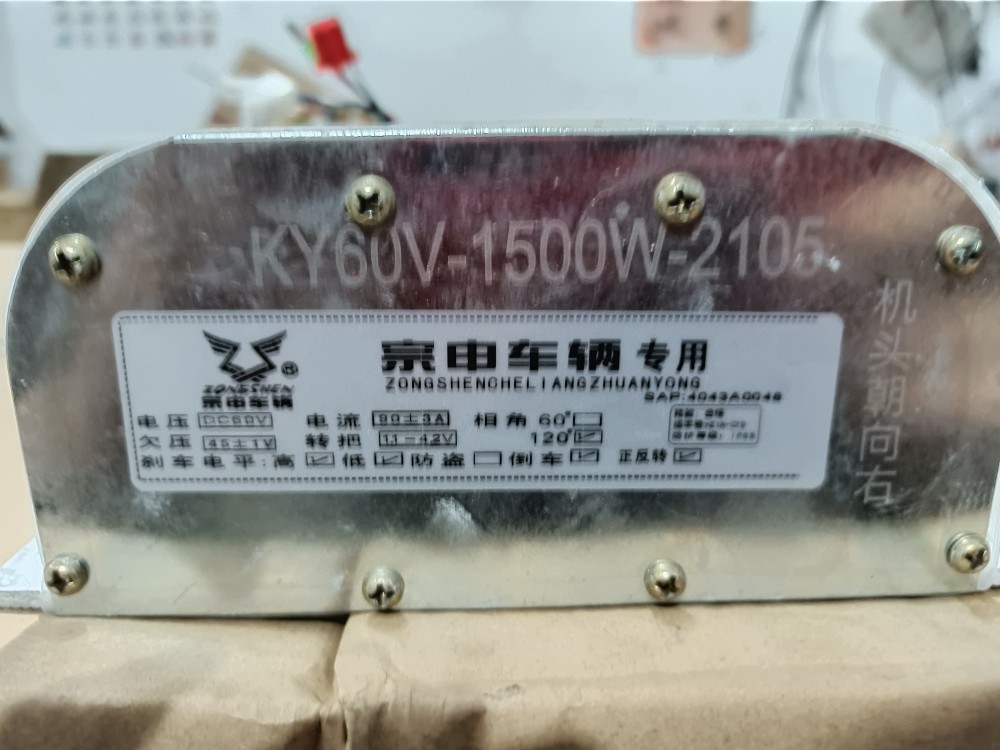 KY60V-1500W-2105
机头朝向右
宗申车辆 专用
ZONGSHENCHELIANGZHUANYONG
SAP:4043A0046
®
ZONGSHEN
宗申车辆
电压 DC60V 电流 90±3A 相角 60°
欠压 45±1V 转把 1.1-4.2V 120°
刹车电平:高 低 防盗 倒车 正反转